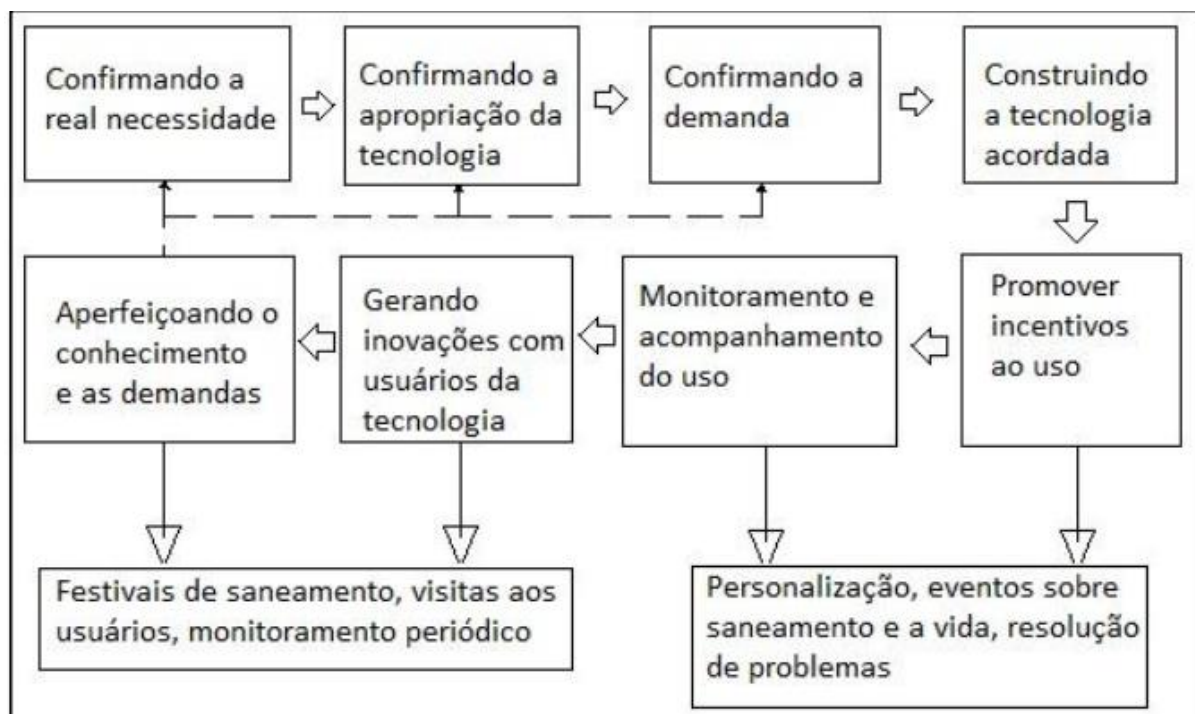 Confirmando a
real necessidade
Confirmando a
apropriação da
tecnologia
Confirmando a
demanda
Construindo
a tecnologia
acordada
Aperfeiçoando o
conhecimento
e as demandas
Gerando
inovações com
usuários da
tecnologia
Monitoramento e
acompanhamento
do uso
Promover
incentivos
ao uso
Festivais de saneamento, visitas aos
usuários, monitoramento periódico
Personalização, eventos sobre
saneamento e a vida, resolução
de problemas